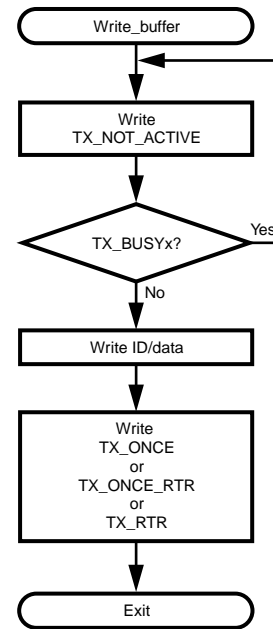 Write_buffer
Write
TX_NOT_ACTIVE
TX_BUSYx?
Yes
No
Write ID/data
Write
TX_ONCE
or
TX_ONCE_RTR
or
TX_RTR
Exit